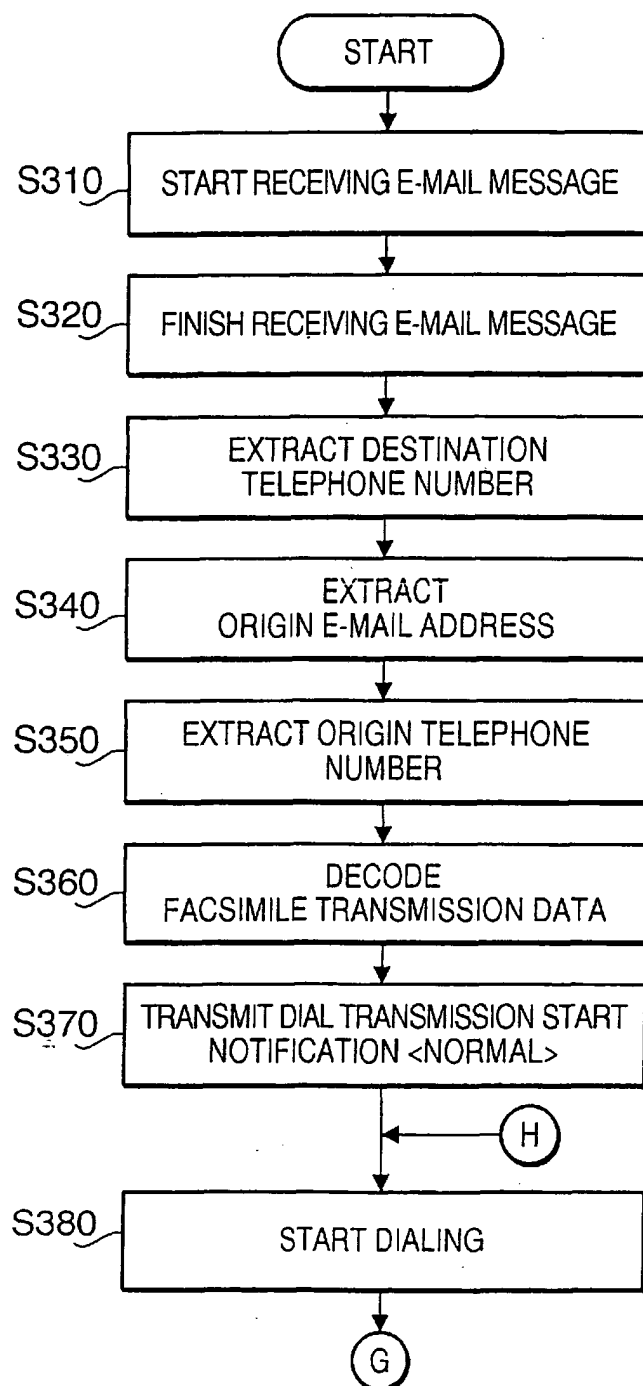 START
S310
START RECEIVING E-MAIL MESSAGE
S320
FINISH RECEIVING E-MAIL MESSAGE
S330
EXTRACT DESTINATION
TELEPHONE NUMBER
S340
EXTRACT
ORIGIN E-MAIL ADDRESS
S350
EXTRACT ORIGIN TELEPHONE
NUMBER
S360
DECODE
FACSIMILE TRANSMISSION DATA
S370
TRANSMIT DIAL TRANSMISSION START
NOTIFICATION <NORMAL>
H
S380
START DIALING
G